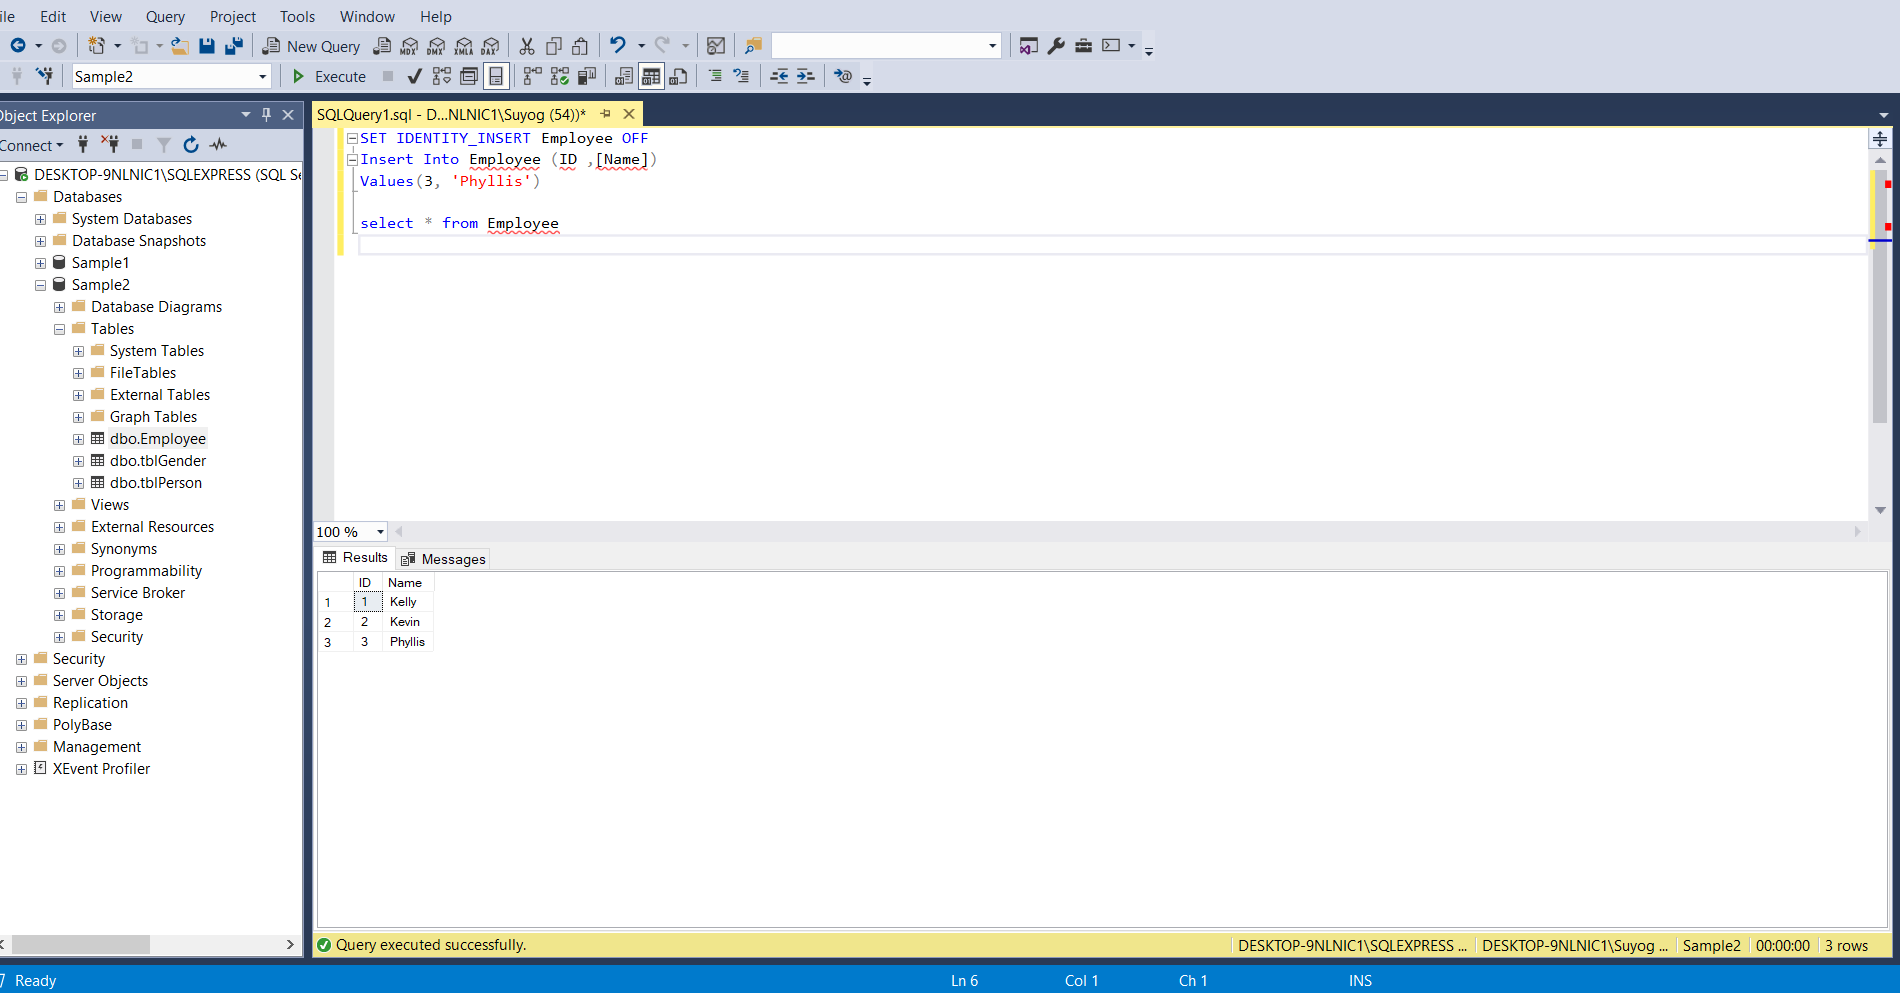 ile Edit View Query Project Tools Window Help
New Query MDX DMX XMLA DAX
Sample2 Execute
Object Explorer
SQLQuery1.sql - D...NLNIC1\Suyog (54))*
Connect
SET IDENTITY_INSERT Employee OFF
Insert Into Employee (ID ,[Name])
Values(3, 'Phyllis')
select * from Employee
DESKTOP-9NLNIC1\SQLEXPRESS (SQL Se
Databases
System Databases
Database Snapshots
Sample1
Sample2
Database Diagrams
Tables
System Tables
FileTables
External Tables
Graph Tables
dbo.Employee
dbo.tblGender
dbo.tblPerson
Views
External Resources
Synonyms
Programmability
Service Broker
Storage
Security
Security
Server Objects
Replication
PolyBase
Management
XEvent Profiler
100 %
Results Messages
ID Name
1 1 Kelly
2 2 Kevin
3 3 Phyllis
Query executed successfully. DESKTOP-9NLNIC1\SQLEXPRESS ... DESKTOP-9NLNIC1\Suyog ... Sample2 00:00:00 3 rows
Ready Ln 6 Col 1 Ch 1 INS